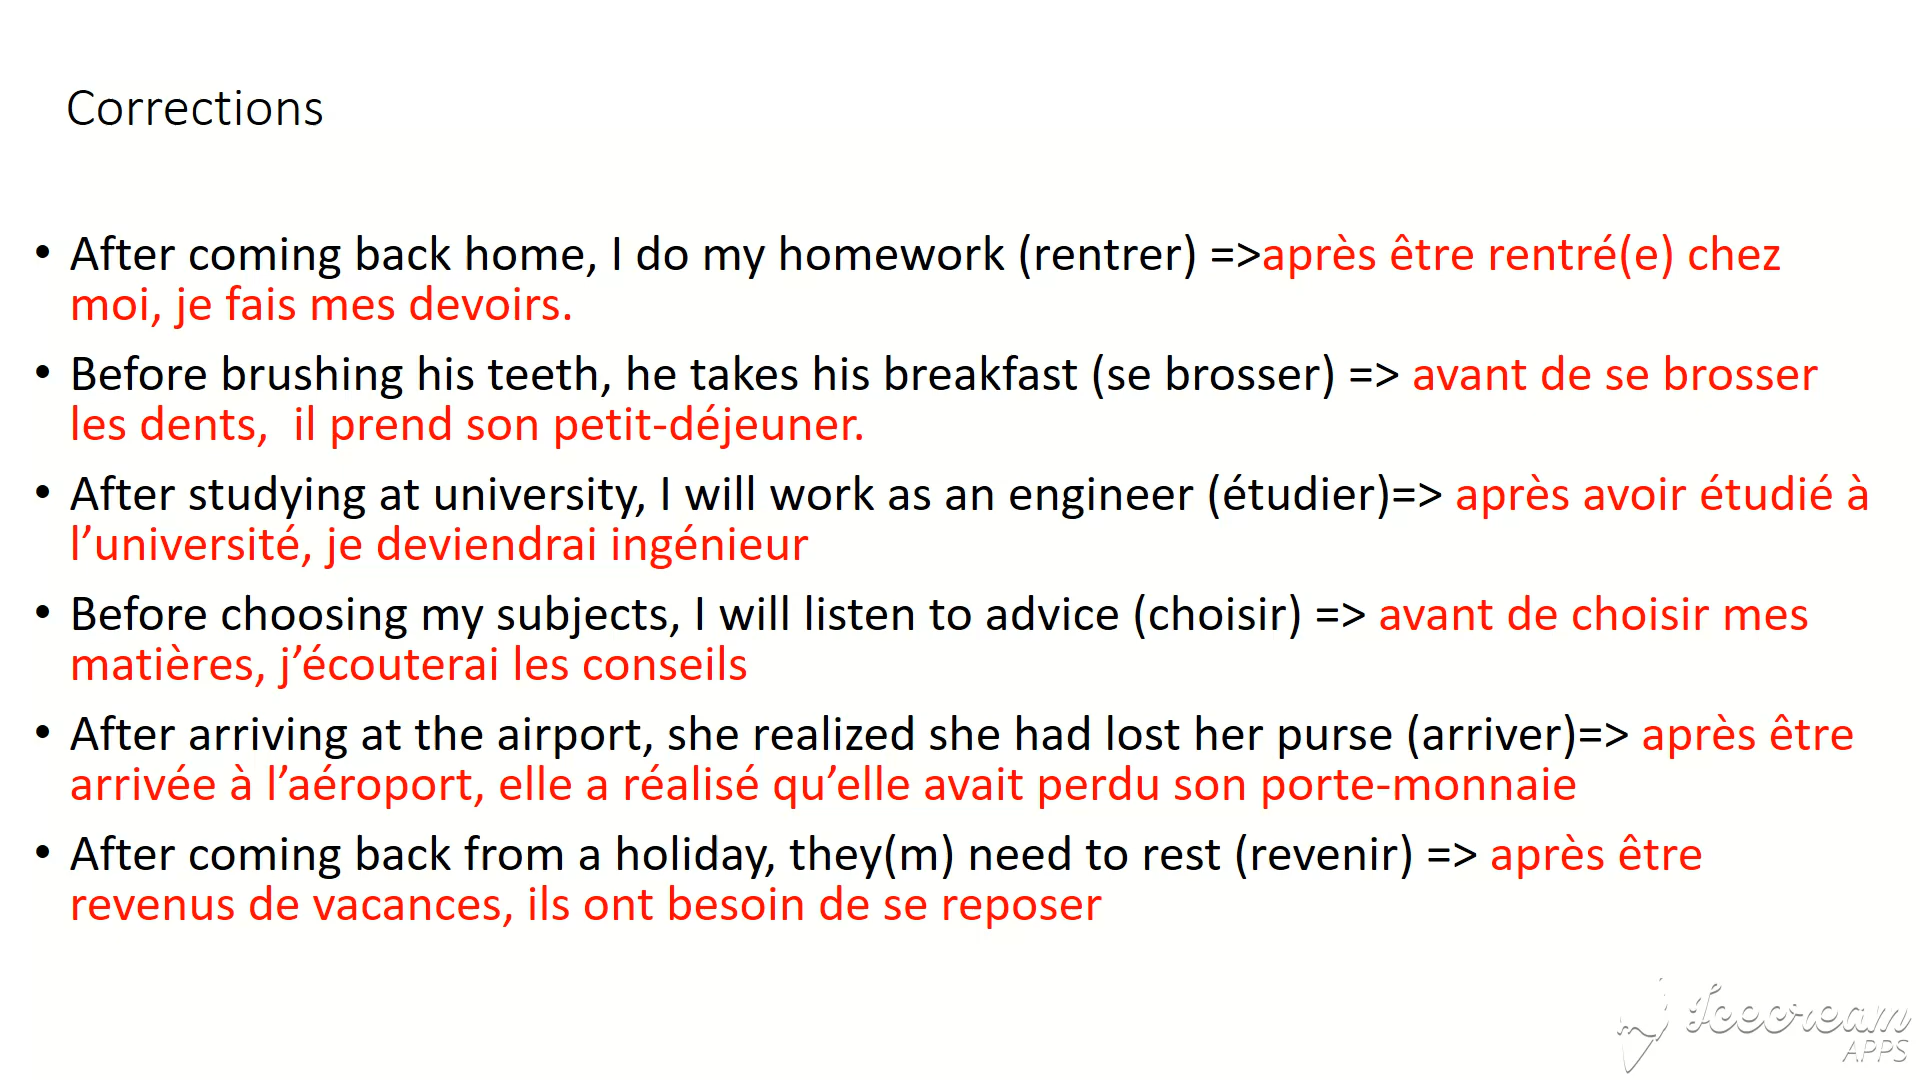 Corrections
• After coming back home, I do my homework (rentrer) =>après être rentré(e) chez
moi, je fais mes devoirs.
• Before brushing his teeth, he takes his breakfast (se brosser) => avant de se brosser
les dents,  il prend son petit-déjeuner.
• After studying at university, I will work as an engineer (étudier)=> après avoir étudié à
l’université, je deviendrai ingénieur
• Before choosing my subjects, I will listen to advice (choisir) => avant de choisir mes
matières, j’écouterai les conseils
• After arriving at the airport, she realized she had lost her purse (arriver)=> après être
arrivée à l’aéroport, elle a réalisé qu’elle avait perdu son porte-monnaie
• After coming back from a holiday, they(m) need to rest (revenir) => après être
revenus de vacances, ils ont besoin de se reposer
Icecream
APPS